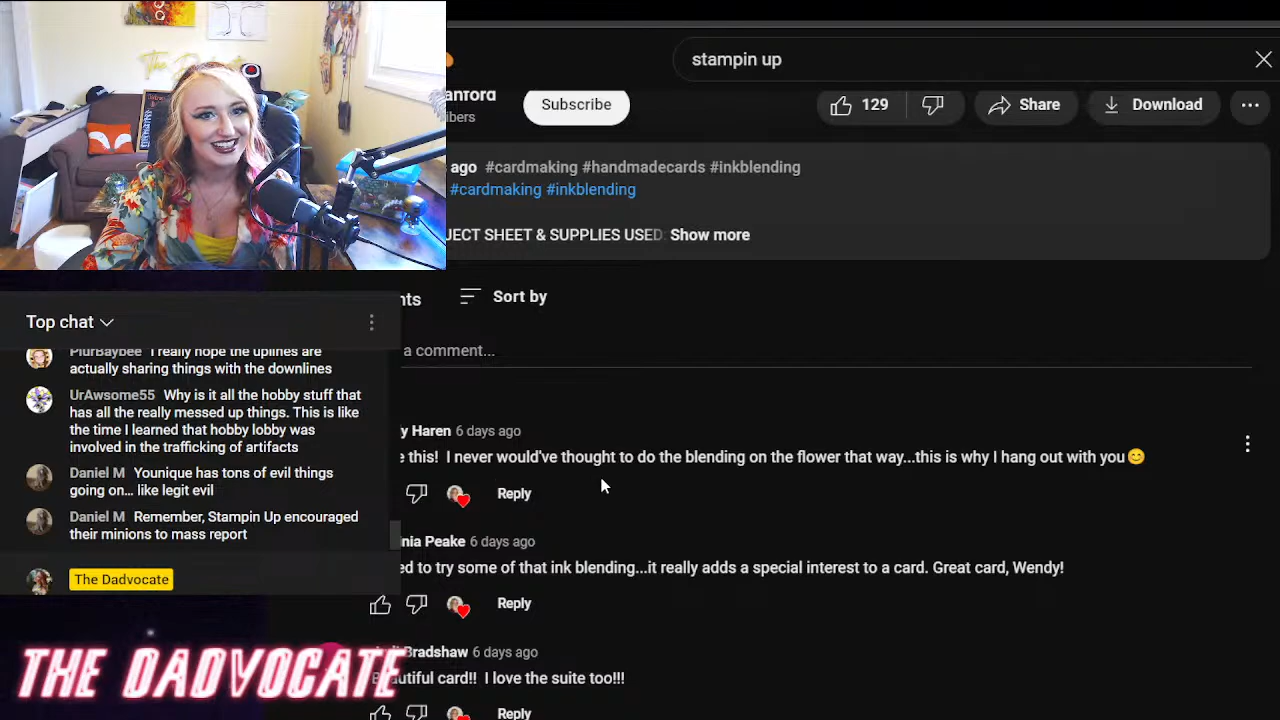 stampin up
anford
Subscribe
ibers
129
Share
Download
ago #cardmaking #handmadecards #inkblending
#cardmaking #inkblending
JECT SHEET & SUPPLIES USED: Show more
nts
Sort by
a comment...
Top chat
PlurBaybee I really hope the uplines are
actually sharing things with the downlines
UrAwsome55 Why is it all the hobby stuff that
has all the really messed up things. This is like
the time I learned that hobby lobby was
involved in the trafficking of artifacts
Daniel M Younique has tons of evil things
going on... like legit evil
Daniel M Remember, Stampin Up encouraged
their minions to mass report
The Dadvocate
y Haren 6 days ago
e this! I never would've thought to do the blending on the flower that way...this is why I hang out with you😊
Reply
nia Peake 6 days ago
ed to try some of that ink blending...it really adds a special interest to a card. Great card, Wendy!
Reply
Bradshaw 6 days ago
utiful card!! I love the suite too!!!
Reply
THE DADVOCATE